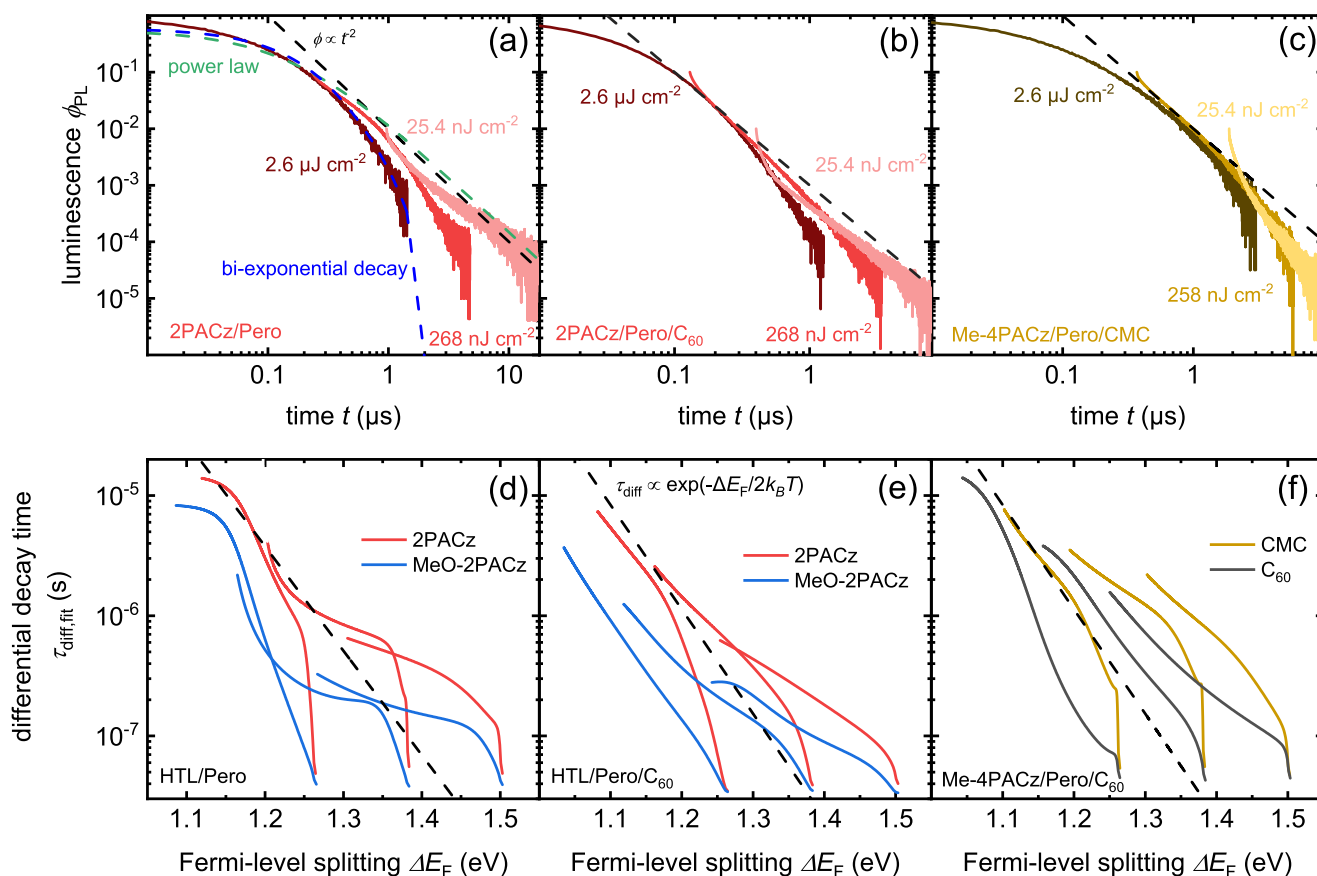 (a)
ϕ ∝ t²
power law
25.4 nJ cm⁻²
2.6 µJ cm⁻²
bi-exponential decay
2PACz/Pero
268 nJ cm⁻²
(b)
2.6 µJ cm⁻²
25.4 nJ cm⁻²
2PACz/Pero/C₆₀
268 nJ cm⁻²
(c)
2.6 µJ cm⁻²
25.4 nJ cm⁻²
258 nJ cm⁻²
Me-4PACz/Pero/CMC
luminescence ϕPL
10⁻¹
10⁻²
10⁻³
10⁻⁴
10⁻⁵
0.1 1 10
0.1 1
0.1 1
time t (µs)
time t (µs)
time t (µs)
(d)
2PACz
MeO-2PACz
HTL/Pero
(e)
τdiff ∝ exp(-ΔEF/2kBT)
2PACz
MeO-2PACz
HTL/Pero/C₆₀
(f)
CMC
C₆₀
Me-4PACz/Pero/C₆₀
differential decay time
τdiff,fit (s)
10⁻⁵
10⁻⁶
10⁻⁷
1.1 1.2 1.3 1.4 1.5
1.1 1.2 1.3 1.4 1.5
1.1 1.2 1.3 1.4 1.5
Fermi-level splitting ΔEF (eV)
Fermi-level splitting ΔEF (eV)
Fermi-level splitting ΔEF (eV)